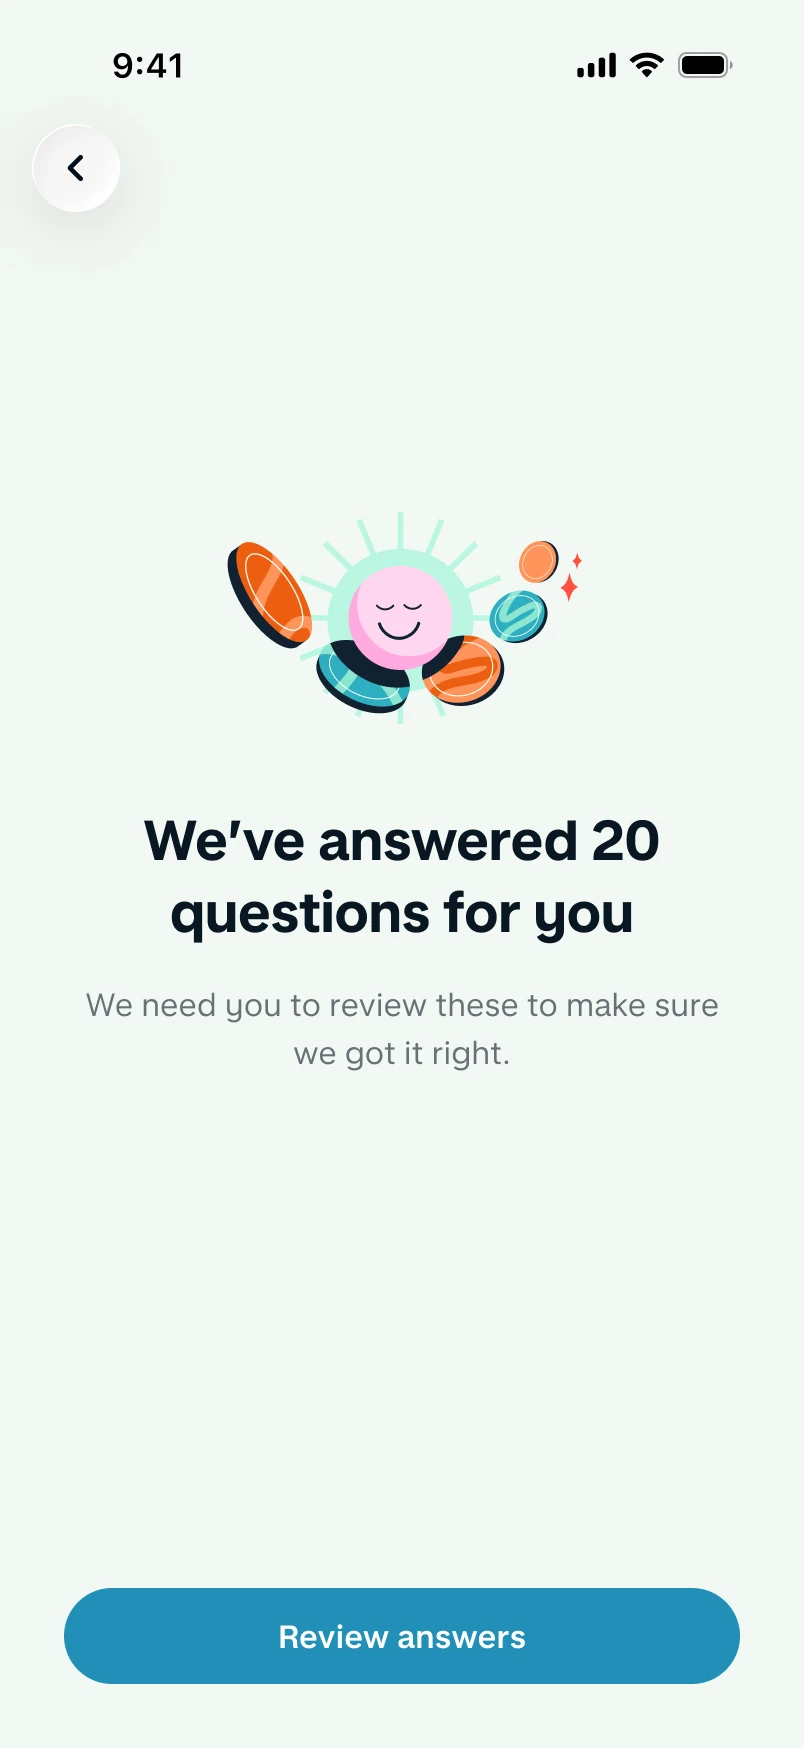 9:41
We've answered 20
questions for you
We need you to review these to make sure
we got it right.
Review answers